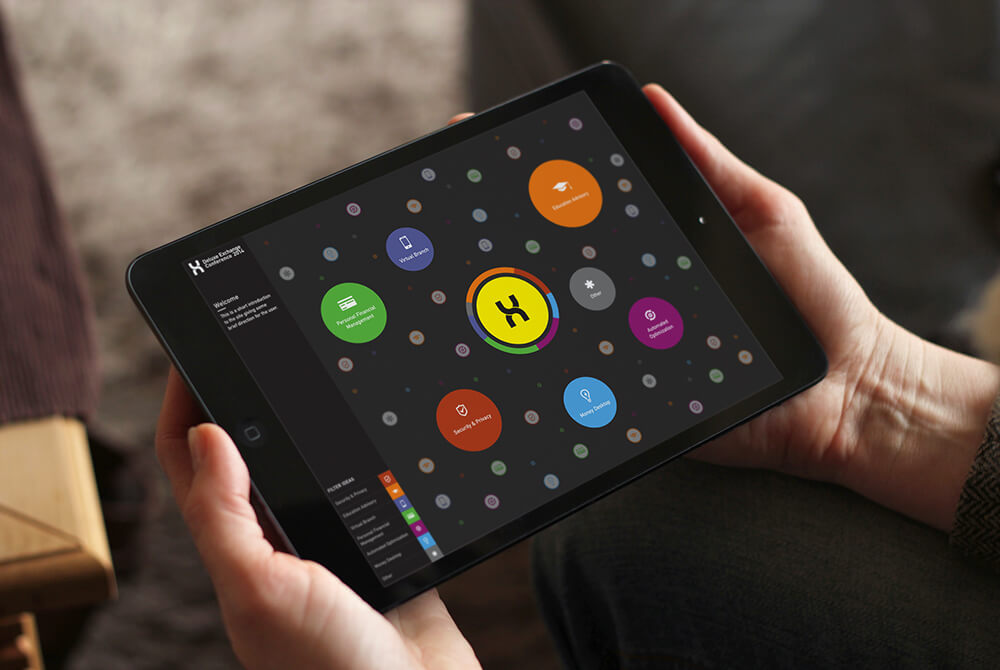 Deluxe Exchange
Conference 2014
Welcome
This is a short introduction
to the site giving some
brief direction for the user.
FILTER IDEAS
Security & Privacy
Education Advisory
Virtual Branch
Personal Financial
Management
Automated Optimization
Money Desktop
Other
Education Advisory
Virtual Branch
Personal Financial
Management
Other
Automated
Optimization
Security & Privacy
Money Desktop